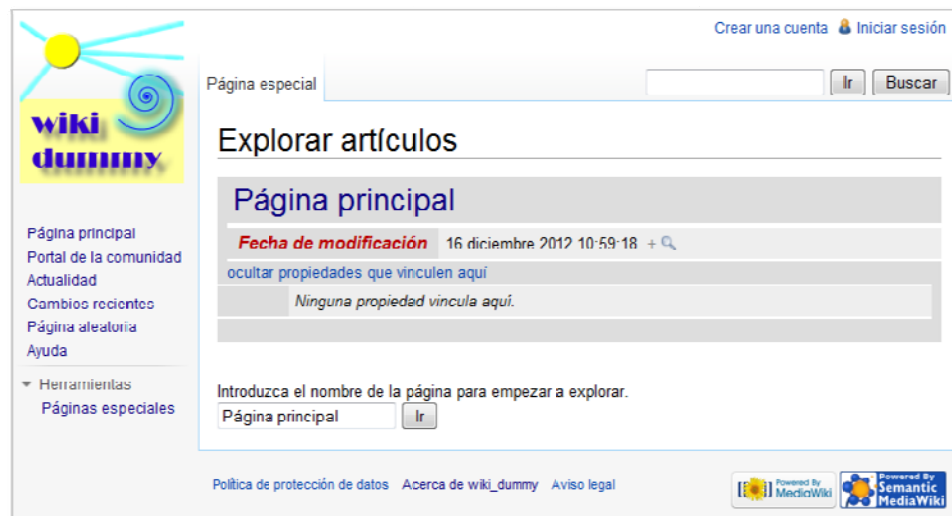 Crear una cuenta Iniciar sesión
Página especial
Ir Buscar
wiki
dummy
Explorar artículos
Página principal
Fecha de modificación 16 diciembre 2012 10:59:18 +
ocultar propiedades que vinculen aquí
Ninguna propiedad vincula aquí.
Página principal
Portal de la comunidad
Actualidad
Cambios recientes
Página aleatoria
Ayuda
Herramientas
Páginas especiales
Introduzca el nombre de la página para empezar a explorar.
Página principal Ir
Política de protección de datos Acerca de wiki_dummy Aviso legal
Powered By
MediaWiki
Powered By
Semantic
MediaWiki